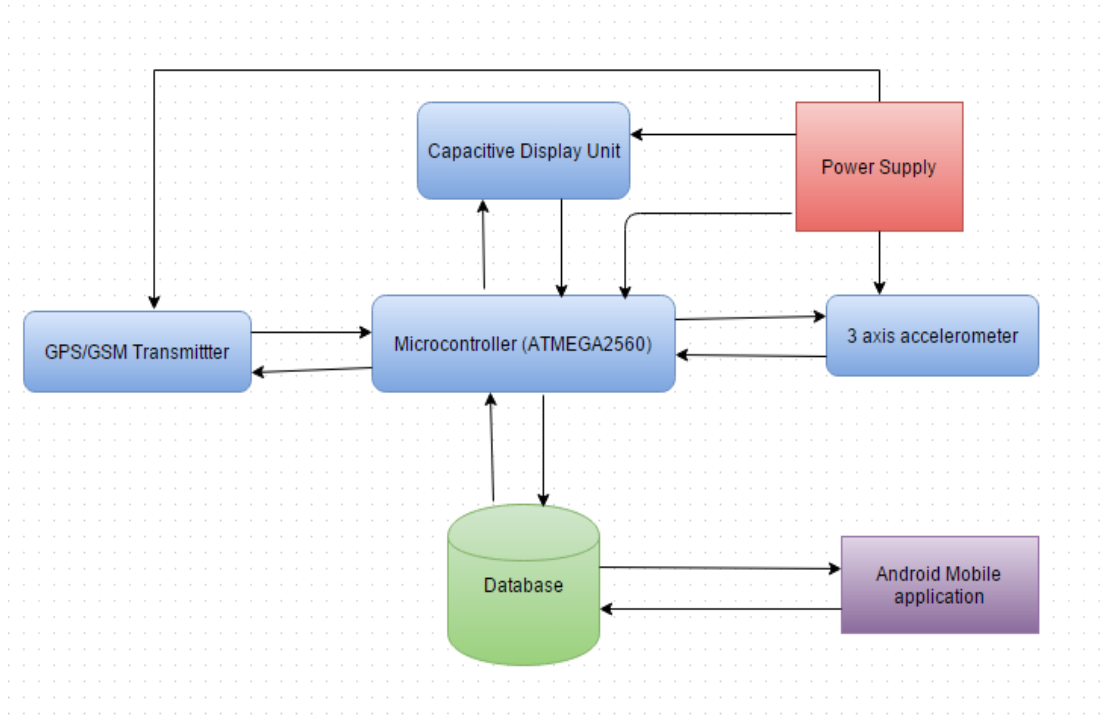 Capacitive Display Unit
Power Supply
GPS/GSM Transmittter
Microcontroller (ATMEGA2560)
3 axis accelerometer
Database
Android Mobile
application